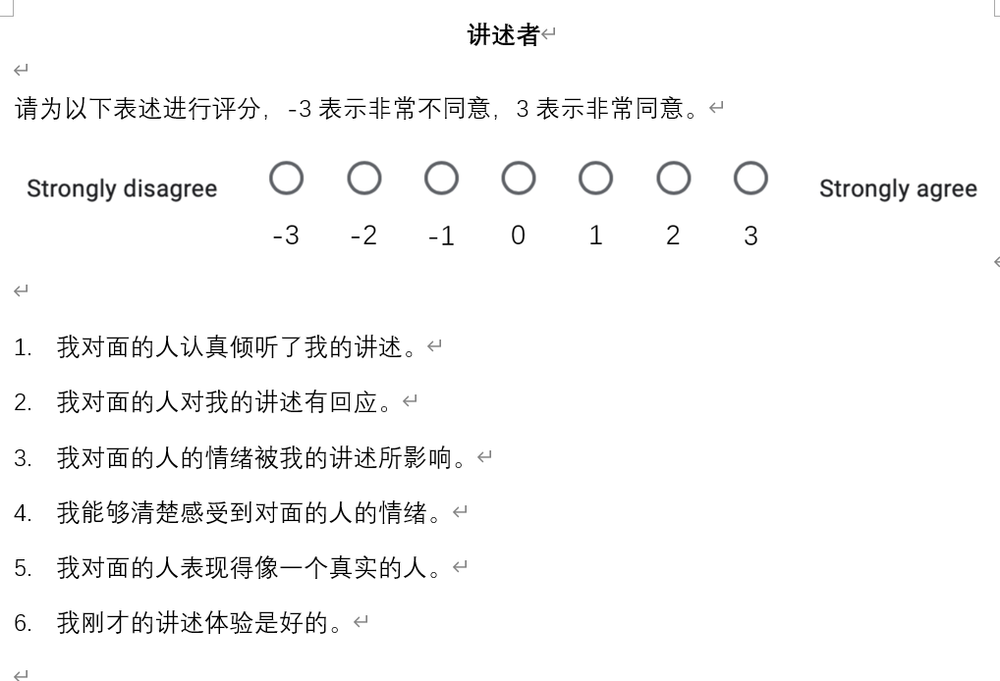 讲述者
请为以下表述进行评分，-3 表示非常不同意，3 表示非常同意。
Strongly disagree Strongly agree
-3 -2 -1 0 1 2 3
1. 我对面的人认真倾听了我的讲述。
2. 我对面的人对我的讲述有回应。
3. 我对面的人的情绪被我的讲述所影响。
4. 我能够清楚感受到对面的人的情绪。
5. 我对面的人表现得像一个真实的人。
6. 我刚才的讲述体验是好的。